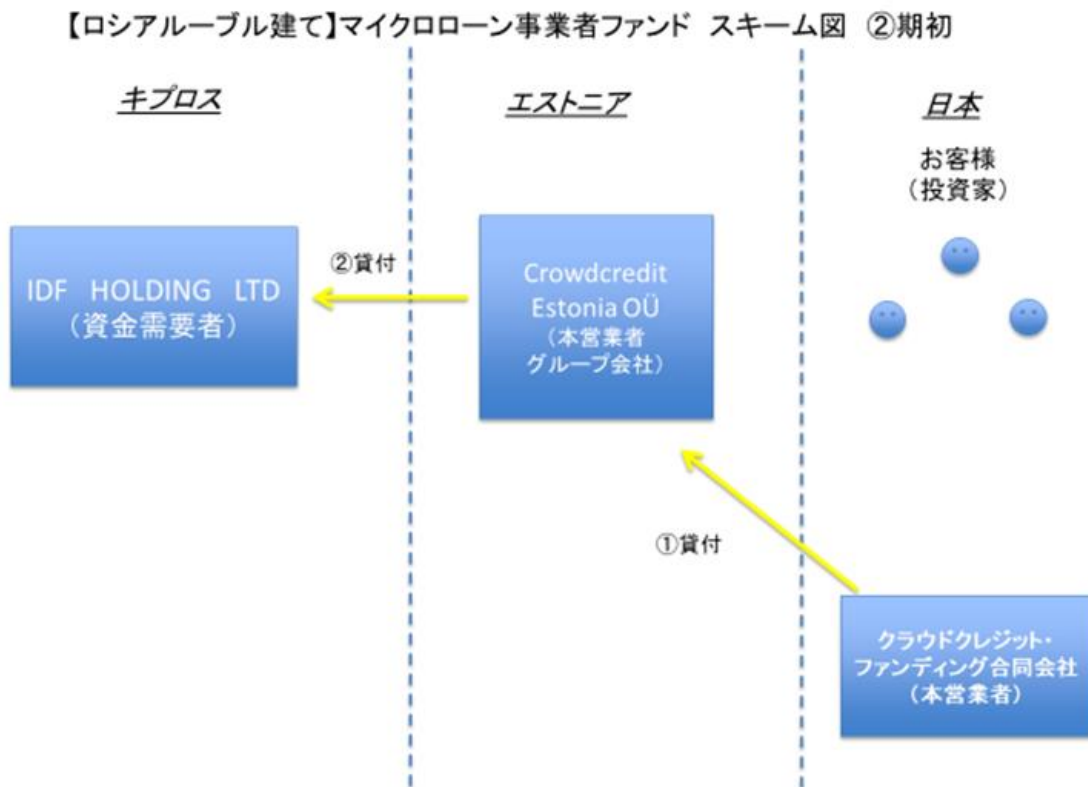 【ロシアルーブル建て】マイクロローン事業者ファンド スキーム図 ②期初
キプロス
エストニア
日本
お客様
（投資家）
IDF HOLDING LTD
（資金需要者）
②貸付
Crowdcredit
Estonia OÜ
（本営業者
グループ会社）
①貸付
クラウドクレジット・
ファンディング合同会社
（本営業者）